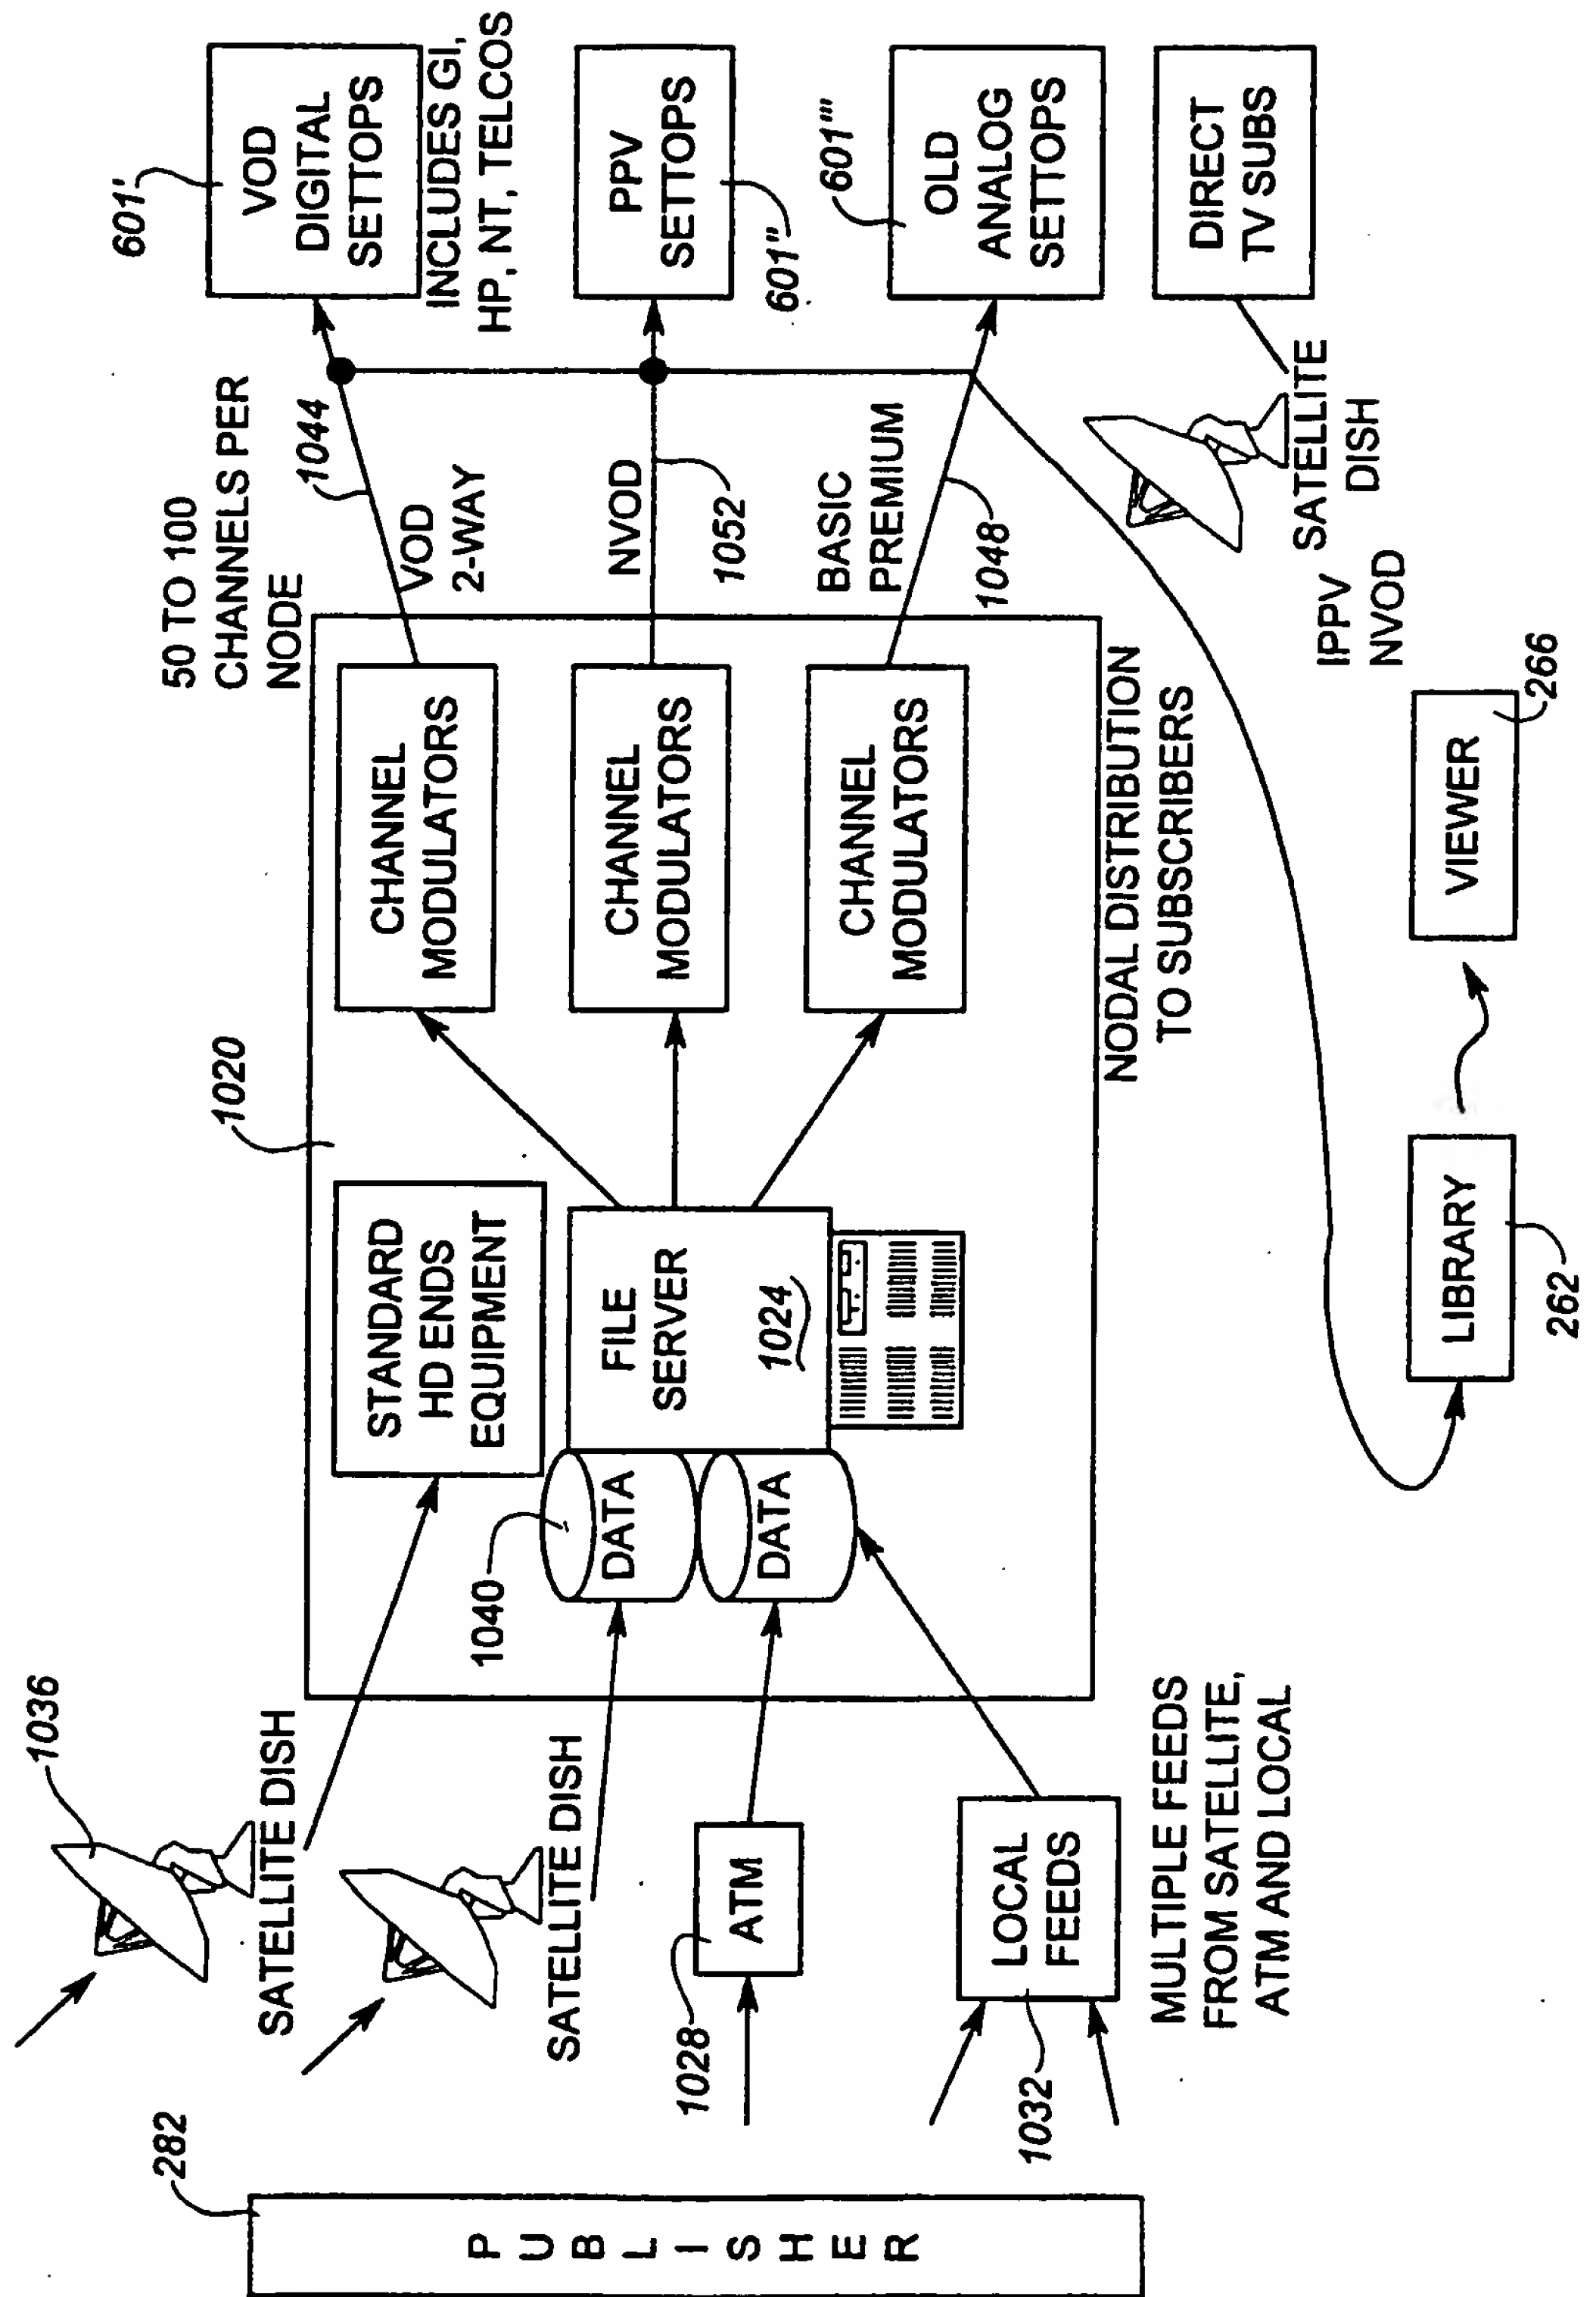 282
P U B L I S H E R
1036
SATELLITE DISH
SATELLITE DISH
1028
ATM
1032
LOCAL
FEEDS
MULTIPLE FEEDS
FROM SATELLITE,
ATM AND LOCAL
1020
STANDARD
HD ENDS
EQUIPMENT
1040
DATA
DATA
FILE
SERVER
1024
CHANNEL
MODULATORS
CHANNEL
MODULATORS
CHANNEL
MODULATORS
NODAL DISTRIBUTION
TO SUBSCRIBERS
50 TO 100
CHANNELS PER
NODE
1044
VOD
2-WAY
NVOD
1052
BASIC
PREMIUM
1048
601'
VOD
DIGITAL
SETTOPS
INCLUDES GI,
HP, NT, TELCOS
PPV
SETTOPS
601"
601'"
OLD
ANALOG
SETTOPS
DIRECT
TV SUBS
SATELLITE
DISH
IPPV
NVOD
LIBRARY
262
VIEWER
266